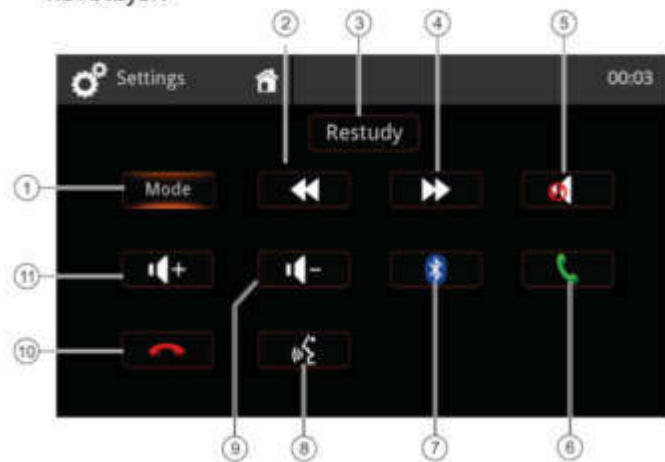 ② ③ ④ ⑤
Settings 00:03
Restudy
① Mode
⑪ + -
⑩
⑨ ⑧ ⑦ ⑥